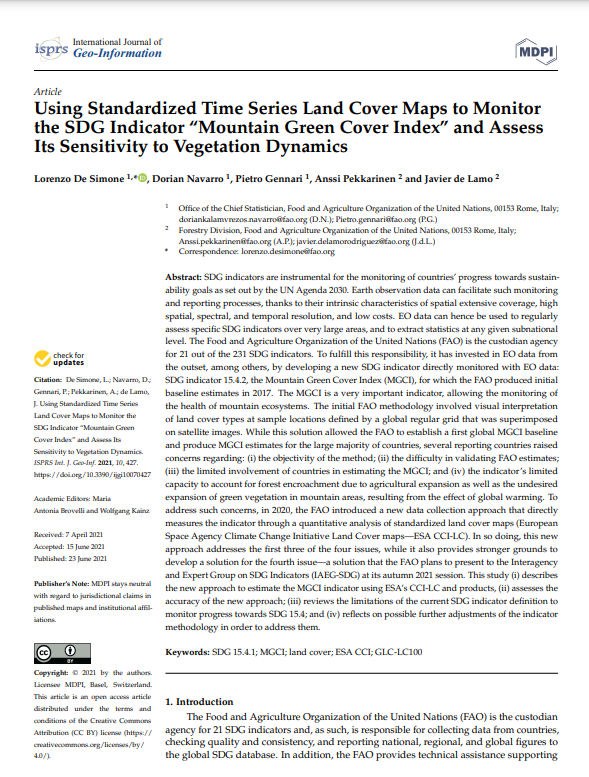 isprs
International Journal of
Geo-Information
MDPI
Article
Using Standardized Time Series Land Cover Maps to Monitor
the SDG Indicator “Mountain Green Cover Index” and Assess
Its Sensitivity to Vegetation Dynamics
Lorenzo De Simone 1,*, Dorian Navarro 1, Pietro Gennari 1, Anssi Pekkarinen 2 and Javier de Lamo 2
1 Office of the Chief Statistician, Food and Agriculture Organization of the United Nations, 00153 Rome, Italy;
doriankalamvrezos.navarro@fao.org (D.N.); Pietro.gennari@fao.org (P.G.)
2 Forestry Division, Food and Agriculture Organization of the United Nations, 00153 Rome, Italy;
Anssi.pekkarinen@fao.org (A.P.); javier.delamorodriguez@fao.org (J.d.L.)
* Correspondence: lorenzo.desimone@fao.org
Abstract: SDG indicators are instrumental for the monitoring of countries’ progress towards sustain-
ability goals as set out by the UN Agenda 2030. Earth observation data can facilitate such monitoring
and reporting processes, thanks to their intrinsic characteristics of spatial extensive coverage, high
spatial, spectral, and temporal resolution, and low costs. EO data can hence be used to regularly
assess specific SDG indicators over very large areas, and to extract statistics at any given subnational
level. The Food and Agriculture Organization of the United Nations (FAO) is the custodian agency
for 21 out of the 231 SDG indicators. To fulfill this responsibility, it has invested in EO data from
the outset, among others, by developing a new SDG indicator directly monitored with EO data:
SDG indicator 15.4.2, the Mountain Green Cover Index (MGCI), for which the FAO produced initial
baseline estimates in 2017. The MGCI is a very important indicator, allowing the monitoring of
the health of mountain ecosystems. The initial FAO methodology involved visual interpretation
of land cover types at sample locations defined by a global regular grid that was superimposed
on satellite images. While this solution allowed the FAO to establish a first global MGCI baseline
and produce MGCI estimates for the large majority of countries, several reporting countries raised
concerns regarding: (i) the objectivity of the method; (ii) the difficulty in validating FAO estimates;
(iii) the limited involvement of countries in estimating the MGCI; and (iv) the indicator’s limited
capacity to account for forest encroachment due to agricultural expansion as well as the undesired
expansion of green vegetation in mountain areas, resulting from the effect of global warming. To
address such concerns, in 2020, the FAO introduced a new data collection approach that directly
measures the indicator through a quantitative analysis of standardized land cover maps (European
Space Agency Climate Change Initiative Land Cover maps—ESA CCI-LC). In so doing, this new
approach addresses the first three of the four issues, while it also provides stronger grounds to
develop a solution for the fourth issue—a solution that the FAO plans to present to the Interagency
and Expert Group on SDG Indicators (IAEG-SDG) at its autumn 2021 session. This study (i) describes
the new approach to estimate the MGCI indicator using ESA’s CCI-LC and products, (ii) assesses the
accuracy of the new approach; (iii) reviews the limitations of the current SDG indicator definition to
monitor progress towards SDG 15.4; and (iv) reflects on possible further adjustments of the indicator
methodology in order to address them.
Keywords: SDG 15.4.1; MGCI; land cover; ESA CCI; GLC-LC100
check for
updates
Citation: De Simone, L.; Navarro, D.;
Gennari, P.; Pekkarinen, A.; de Lamo,
J. Using Standardized Time Series
Land Cover Maps to Monitor the
SDG Indicator “Mountain Green
Cover Index” and Assess Its
Sensitivity to Vegetation Dynamics.
ISPRS Int. J. Geo-Inf. 2021, 10, 427.
https://doi.org/10.3390/ijgi10070427
Academic Editors: Maria
Antonia Brovelli and Wolfgang Kainz
Received: 7 April 2021
Accepted: 15 June 2021
Published: 23 June 2021
Publisher’s Note: MDPI stays neutral
with regard to jurisdictional claims in
published maps and institutional affil-
iations.
cc
BY
Copyright: © 2021 by the authors.
Licensee MDPI, Basel, Switzerland.
This article is an open access article
distributed under the terms and
conditions of the Creative Commons
Attribution (CC BY) license (https://
creativecommons.org/licenses/by/
4.0/).
1. Introduction
The Food and Agriculture Organization of the United Nations (FAO) is the custodian
agency for 21 SDG indicators and, as such, is responsible for collecting data from countries,
checking quality and consistency, and reporting national, regional, and global figures to
the global SDG database. In addition, the FAO provides technical assistance supporting